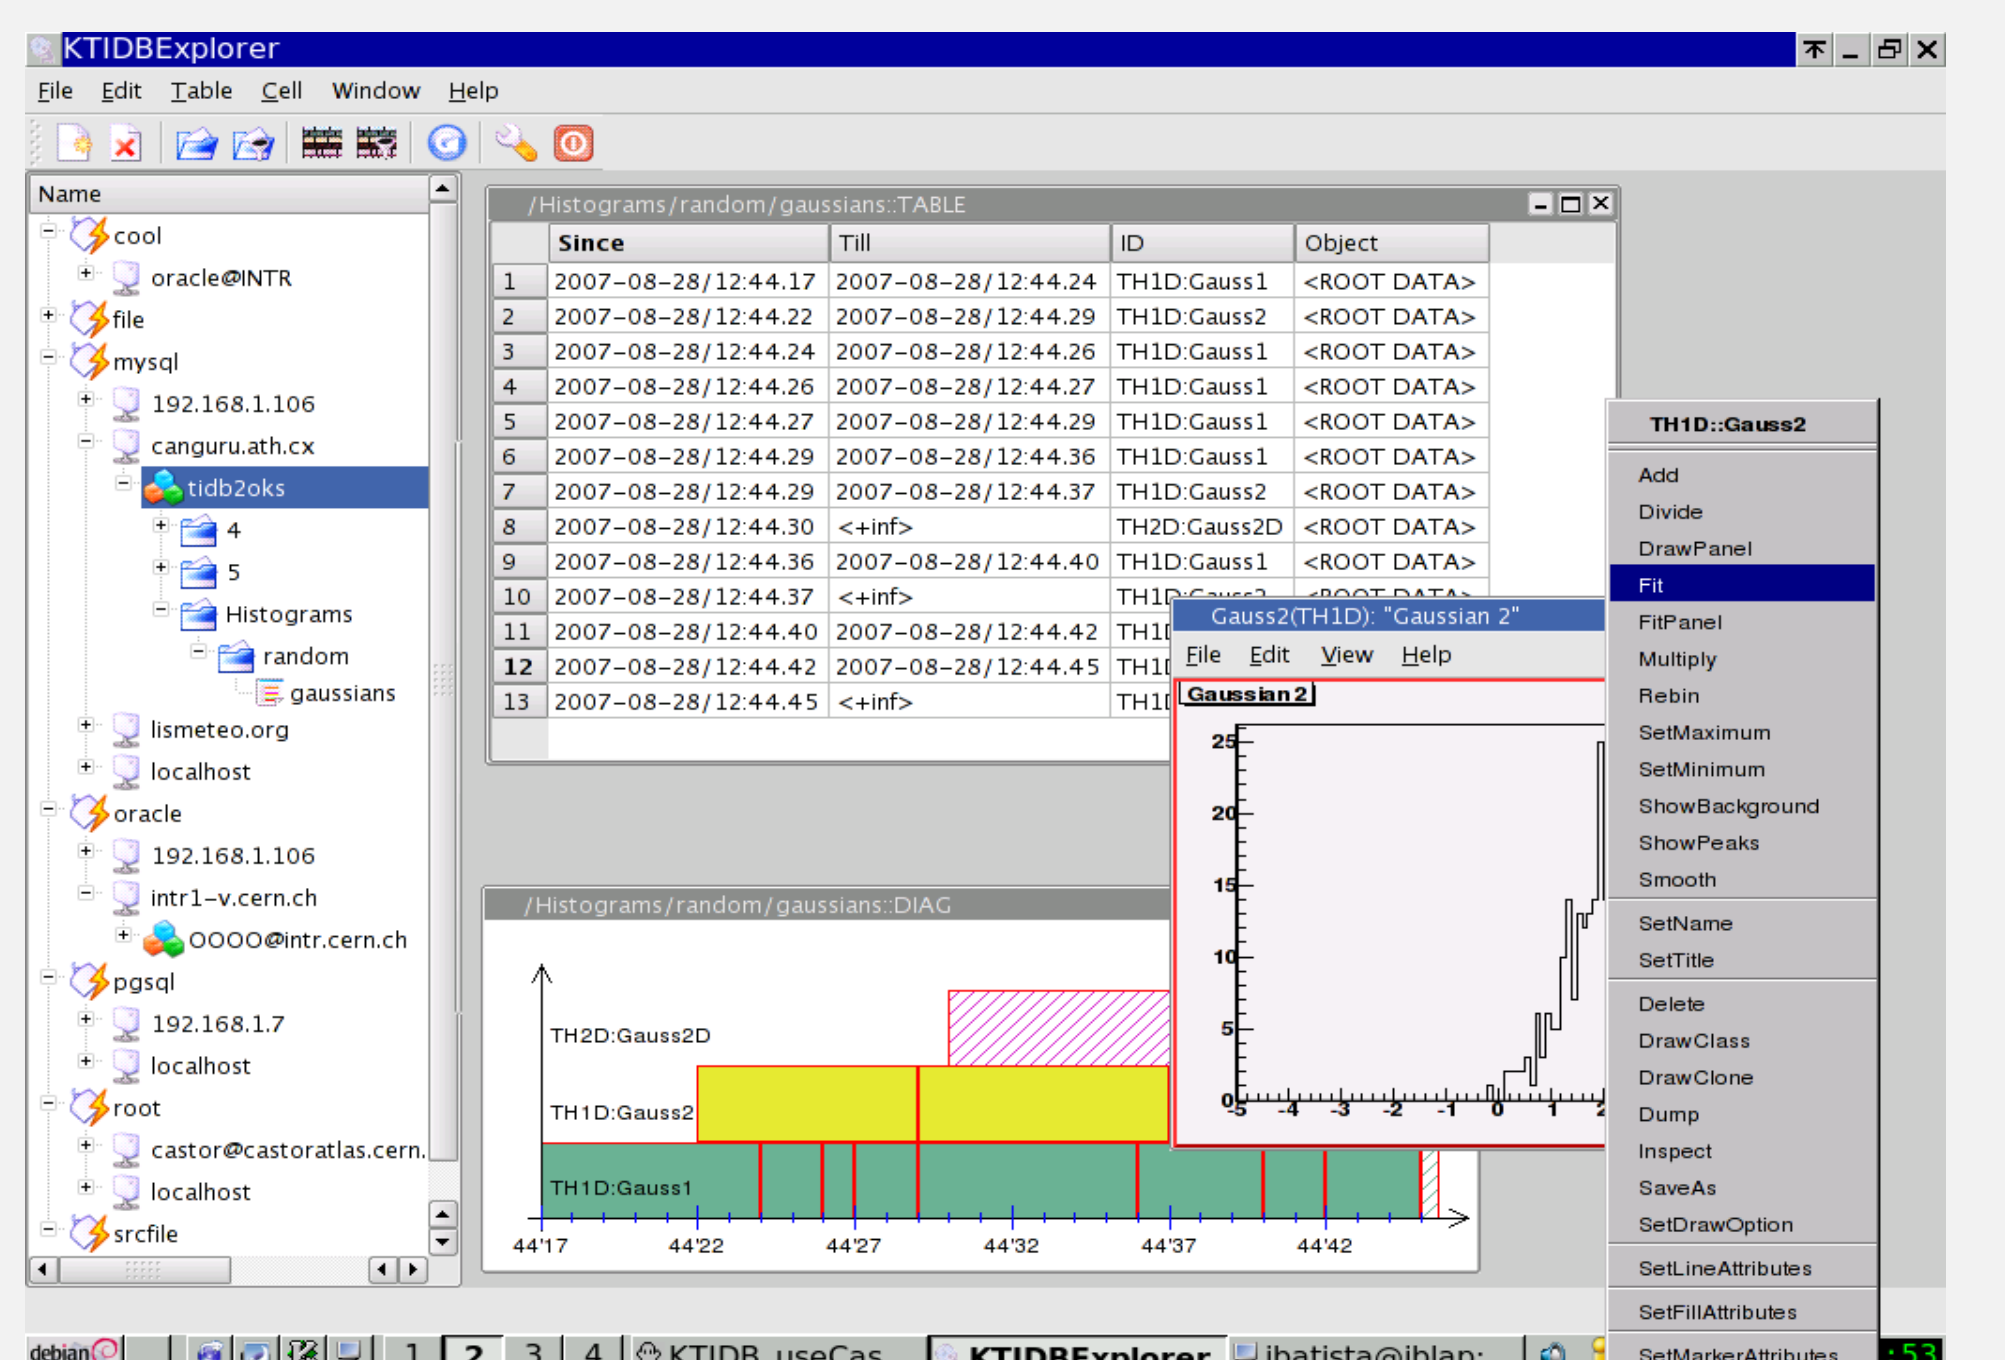 KTIDBExplorer
File Edit Table Cell Window Help
Name
cool
oracle@INTR
file
mysql
192.168.1.106
canguru.ath.cx
tidb2oks
4
5
Histograms
random
gaussians
lismeteo.org
localhost
oracle
192.168.1.106
intr1-v.cern.ch
OOOO@intr.cern.ch
pgsql
192.168.1.7
localhost
root
castor@castoratlas.cern.
localhost
srcfile
/Histograms/random/gaussians::TABLE
Since Till ID Object
1 2007-08-28/12:44.17 2007-08-28/12:44.24 TH1D:Gauss1 <ROOT DATA>
2 2007-08-28/12:44.22 2007-08-28/12:44.29 TH1D:Gauss2 <ROOT DATA>
3 2007-08-28/12:44.24 2007-08-28/12:44.26 TH1D:Gauss1 <ROOT DATA>
4 2007-08-28/12:44.26 2007-08-28/12:44.27 TH1D:Gauss1 <ROOT DATA>
5 2007-08-28/12:44.27 2007-08-28/12:44.29 TH1D:Gauss1 <ROOT DATA>
6 2007-08-28/12:44.29 2007-08-28/12:44.36 TH1D:Gauss1 <ROOT DATA>
7 2007-08-28/12:44.29 2007-08-28/12:44.37 TH1D:Gauss2 <ROOT DATA>
8 2007-08-28/12:44.30 <+inf> TH2D:Gauss2D <ROOT DATA>
9 2007-08-28/12:44.36 2007-08-28/12:44.40 TH1D:Gauss1 <ROOT DATA>
10 2007-08-28/12:44.37 <+inf> TH1D:Gauss2 <ROOT DATA>
11 2007-08-28/12:44.40 2007-08-28/12:44.42 TH1D
12 2007-08-28/12:44.42 2007-08-28/12:44.45 TH1D
13 2007-08-28/12:44.45 <+inf> TH1D
/Histograms/random/gaussians::DIAG
TH2D:Gauss2D
TH1D:Gauss2
TH1D:Gauss1
44'17 44'22 44'27 44'32 44'37 44'42
Gauss2(TH1D): "Gaussian 2"
File Edit View Help
Gaussian 2
25
20
15
10
5
0
-5 -4 -3 -2 -1 0 1 2
TH1D::Gauss2
Add
Divide
DrawPanel
Fit
FitPanel
Multiply
Rebin
SetMaximum
SetMinimum
ShowBackground
ShowPeaks
Smooth
SetName
SetTitle
Delete
DrawClass
DrawClone
Dump
Inspect
SaveAs
SetDrawOption
SetLineAttributes
SetFillAttributes
SetMarkerAttributes
debian 1 2 3 4 KTIDB_useCas KTIDBExplorer jbatista@jblap: :53